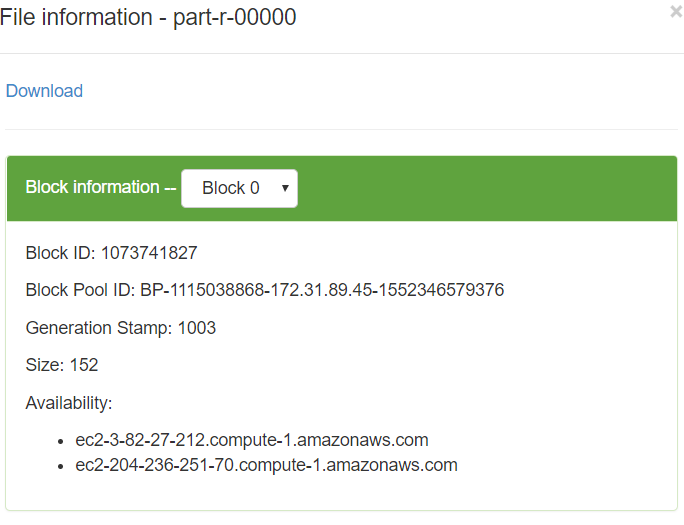 File information - part-r-00000
×
Download
Block information -- Block 0
Block ID: 1073741827
Block Pool ID: BP-1115038868-172.31.89.45-1552346579376
Generation Stamp: 1003
Size: 152
Availability:
• ec2-3-82-27-212.compute-1.amazonaws.com
• ec2-204-236-251-70.compute-1.amazonaws.com